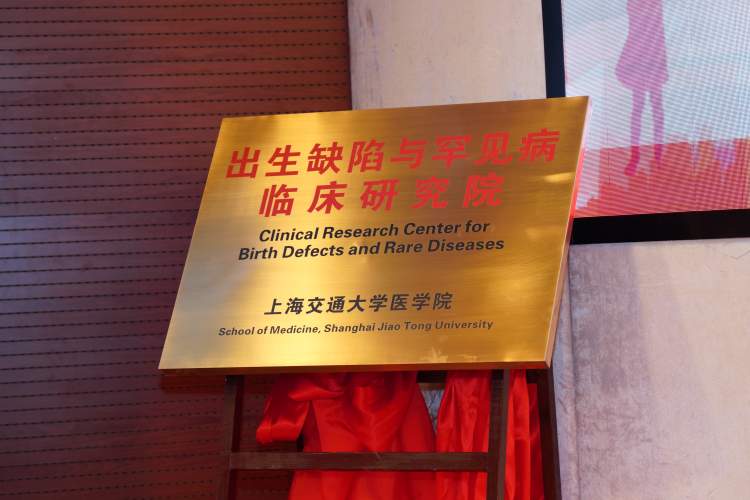 出生缺陷与罕见病
临床研究院
Clinical Research Center for
Birth Defects and Rare Diseases
上海交通大学医学院
School of Medicine, Shanghai Jiao Tong University